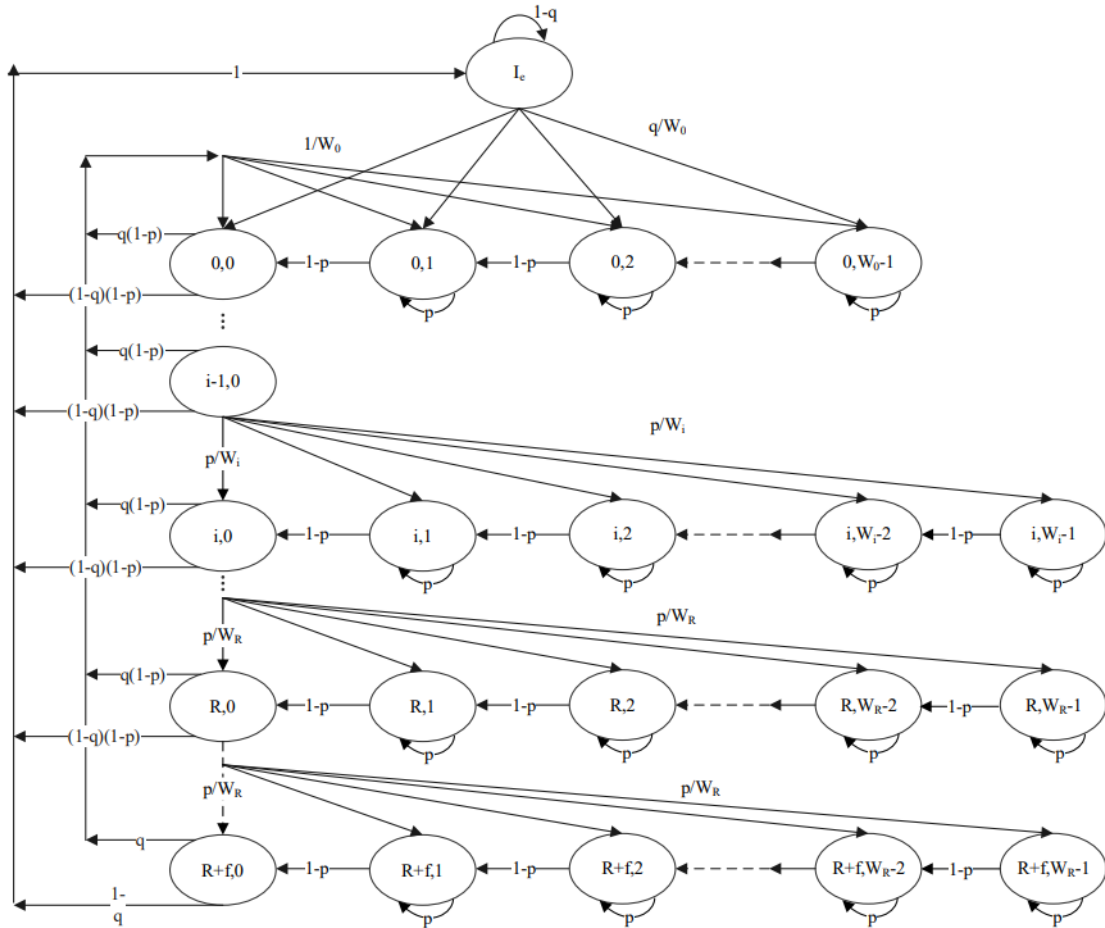 1-q
1
I_e
q/W_0
1/W_0
q(1-p)
0,0
1-p
0,1
1-p
0,2
0,W_0-1
(1-q)(1-p)
p
p
p
q(1-p)
i-1,0
(1-q)(1-p)
p/W_i
p/W_i
q(1-p)
i,0
1-p
i,1
1-p
i,2
i,W_i-2
1-p
i,W_i-1
(1-q)(1-p)
p
p
p
p
p/W_R
p/W_R
q(1-p)
R,0
1-p
R,1
1-p
R,2
R,W_R-2
1-p
R,W_R-1
(1-q)(1-p)
p
p
p
p
p/W_R
p/W_R
q
R+f,0
1-p
R+f,1
1-p
R+f,2
R+f,W_R-2
1-p
R+f,W_R-1
1-
q
p
p
p
p